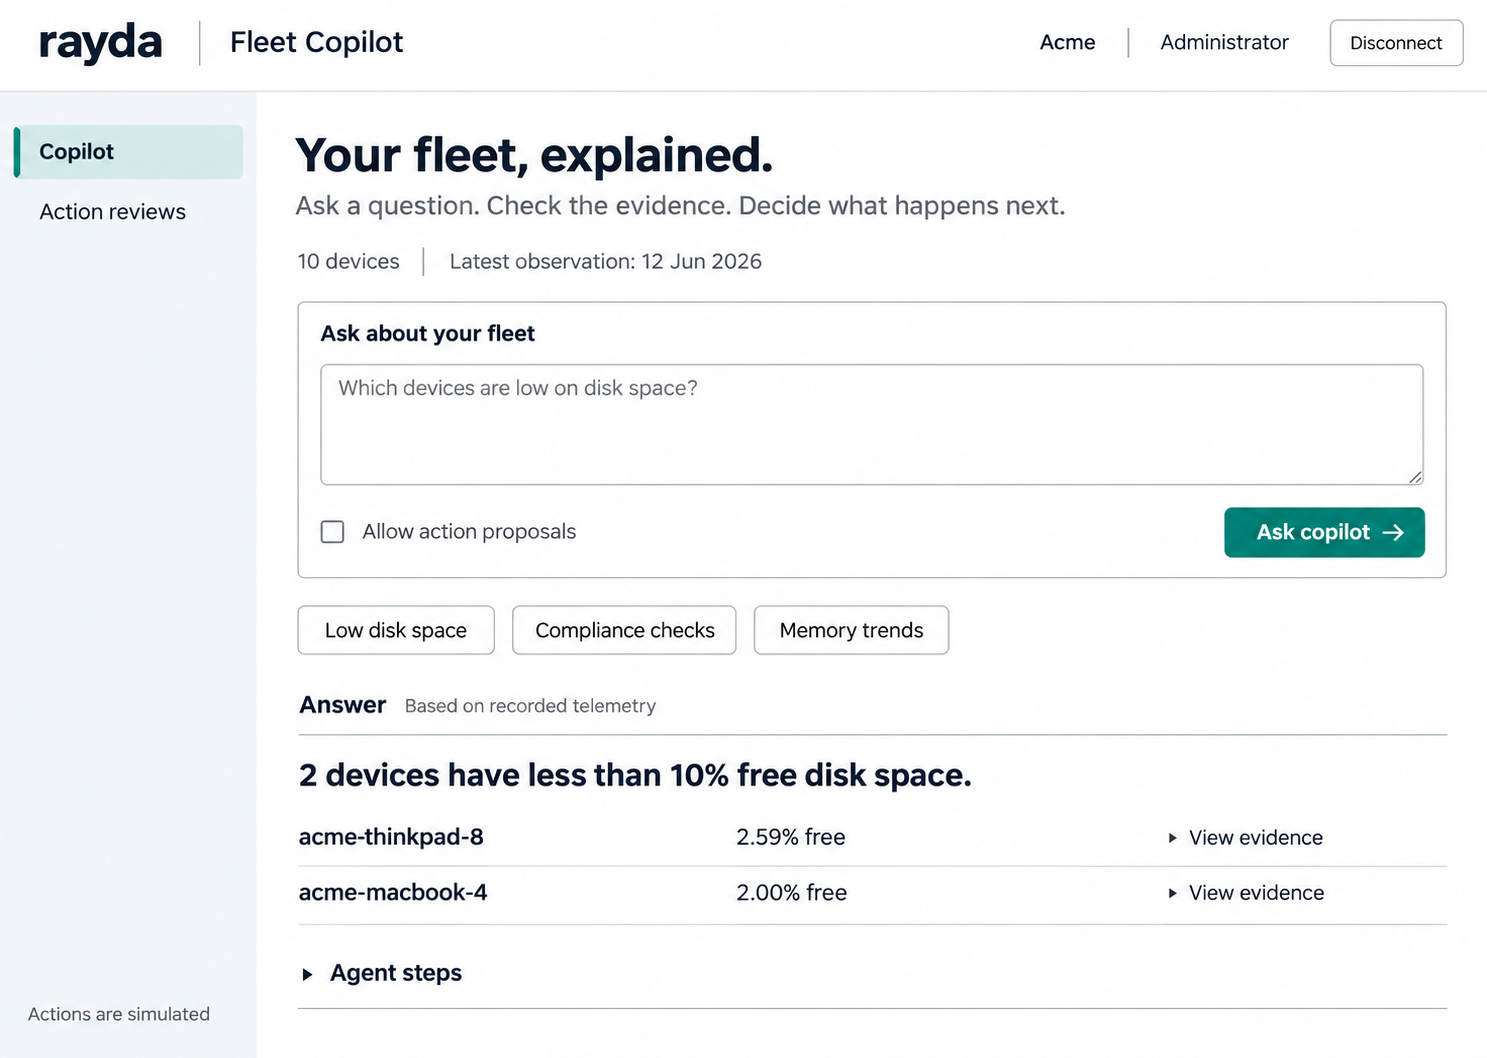 rayda
Fleet Copilot
Acme
Administrator
Disconnect
Copilot
Action reviews
Your fleet, explained.
Ask a question. Check the evidence. Decide what happens next.
10 devices
Latest observation: 12 Jun 2026
Ask about your fleet
Which devices are low on disk space?
Allow action proposals
Ask copilot →
Low disk space
Compliance checks
Memory trends
Answer
Based on recorded telemetry
2 devices have less than 10% free disk space.
acme-thinkpad-8
2.59% free
View evidence
acme-macbook-4
2.00% free
View evidence
Agent steps
Actions are simulated